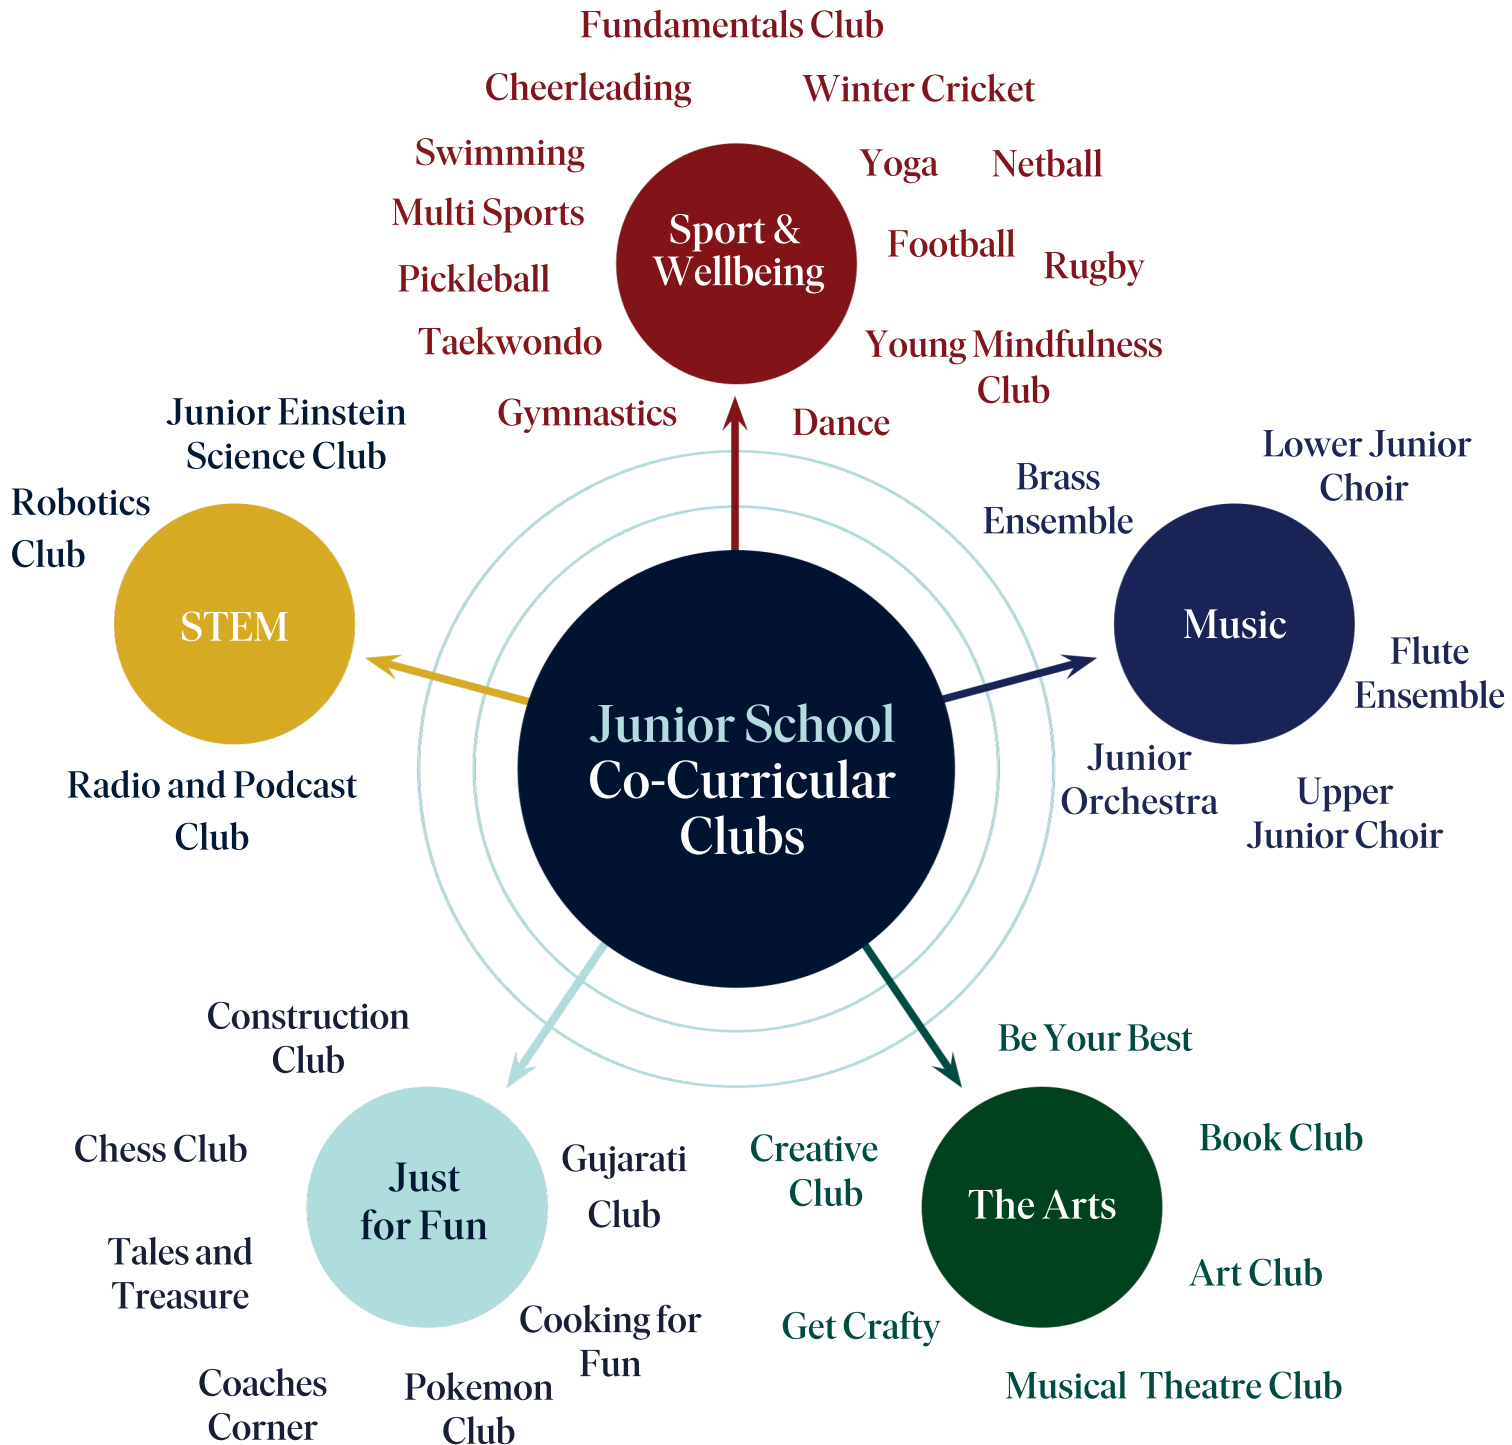 Fundamentals Club
Cheerleading
Winter Cricket
Swimming
Yoga
Netball
Multi Sports
Sport &
Wellbeing
Football
Rugby
Pickleball
Taekwondo
Young Mindfulness
Club
Gymnastics
Dance
Junior Einstein
Science Club
Robotics
Club
STEM
Radio and Podcast
Club
Brass
Ensemble
Lower Junior
Choir
Music
Flute
Ensemble
Junior
Orchestra
Upper
Junior Choir
Junior School
Co-Curricular
Clubs
Construction
Club
Chess Club
Just
for Fun
Gujarati
Club
Tales and
Treasure
Cooking for
Fun
Coaches
Corner
Pokemon
Club
Be Your Best
Creative
Club
Book Club
The Arts
Art Club
Get Crafty
Musical Theatre Club